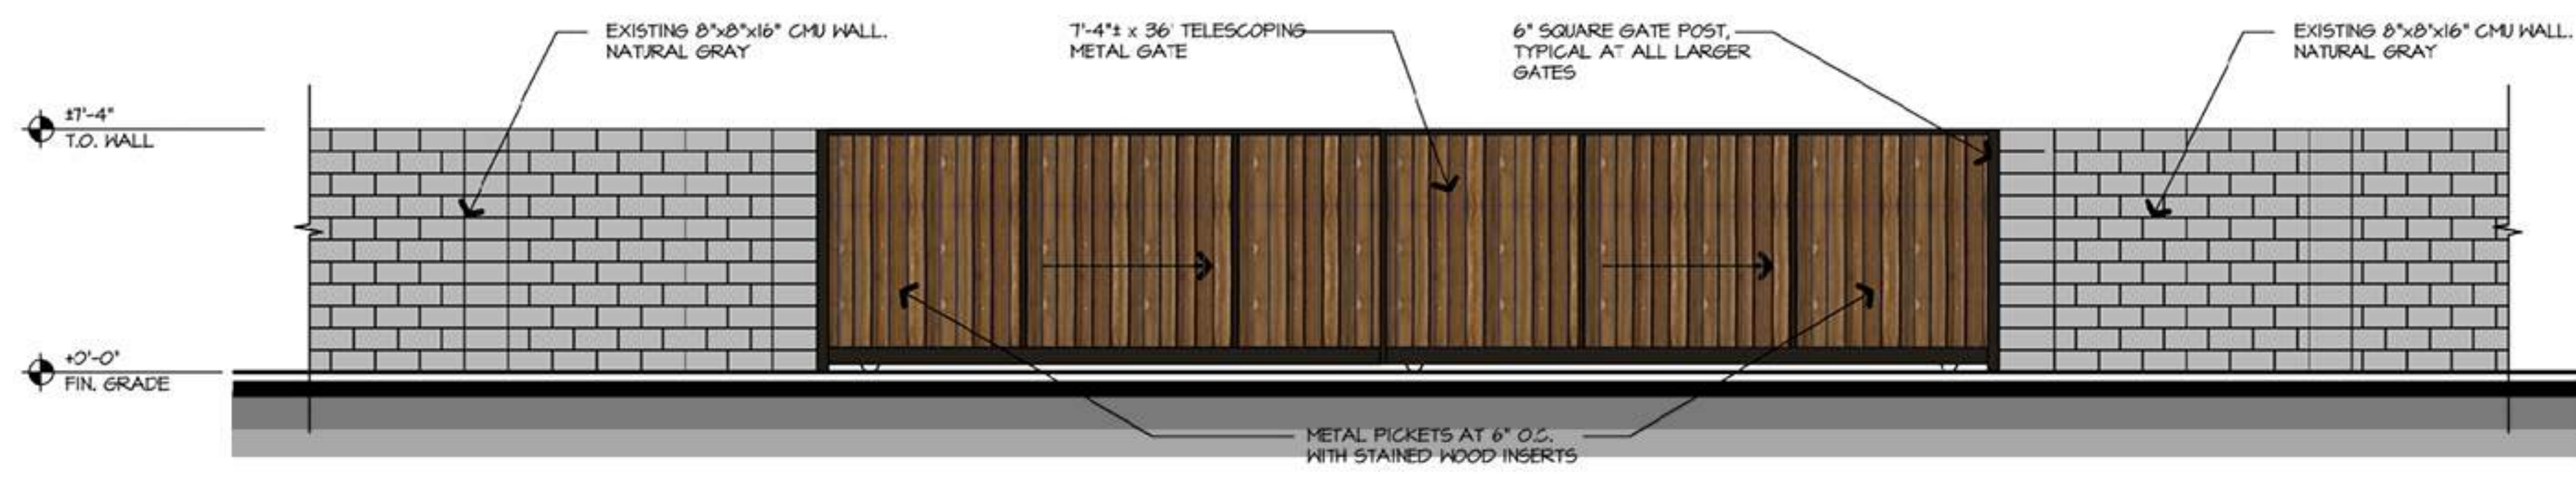 EXISTING 8"x8"x16" CMU WALL.
NATURAL GRAY
7'-4"± x 36' TELESCOPING
METAL GATE
6" SQUARE GATE POST,
TYPICAL AT ALL LARGER
GATES
EXISTING 8"x8"x16" CMU WALL.
NATURAL GRAY
±7'-4"
T.O. WALL
+0'-0"
FIN. GRADE
METAL PICKETS AT 6" O.C.
WITH STAINED WOOD INSERTS